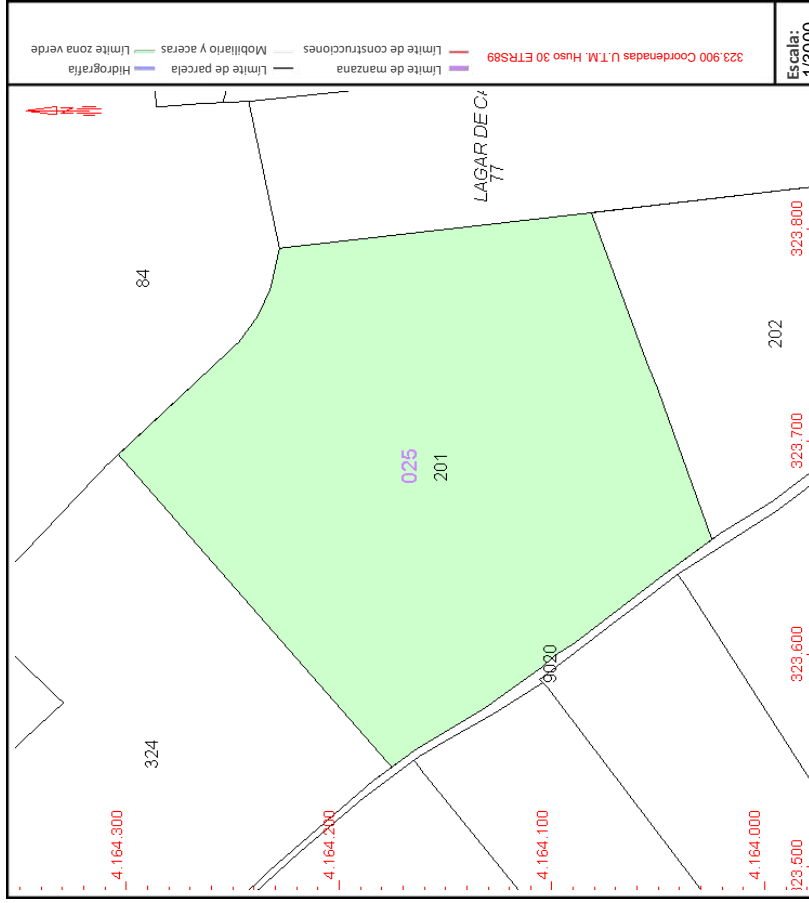 Límite de manzana
Límite de construcciones
Límite de parcela
Mobiliario y aceras
Hidrografía
Límite zona verde
323.900 Coordenadas U.T.M. Huso 30 ETRS89
Escala:
84
LAGAR DE
77
323.800
202
025
201
323.700
9020
323.600
324
4.164.300
4.164.200
4.164.100
4.164.000